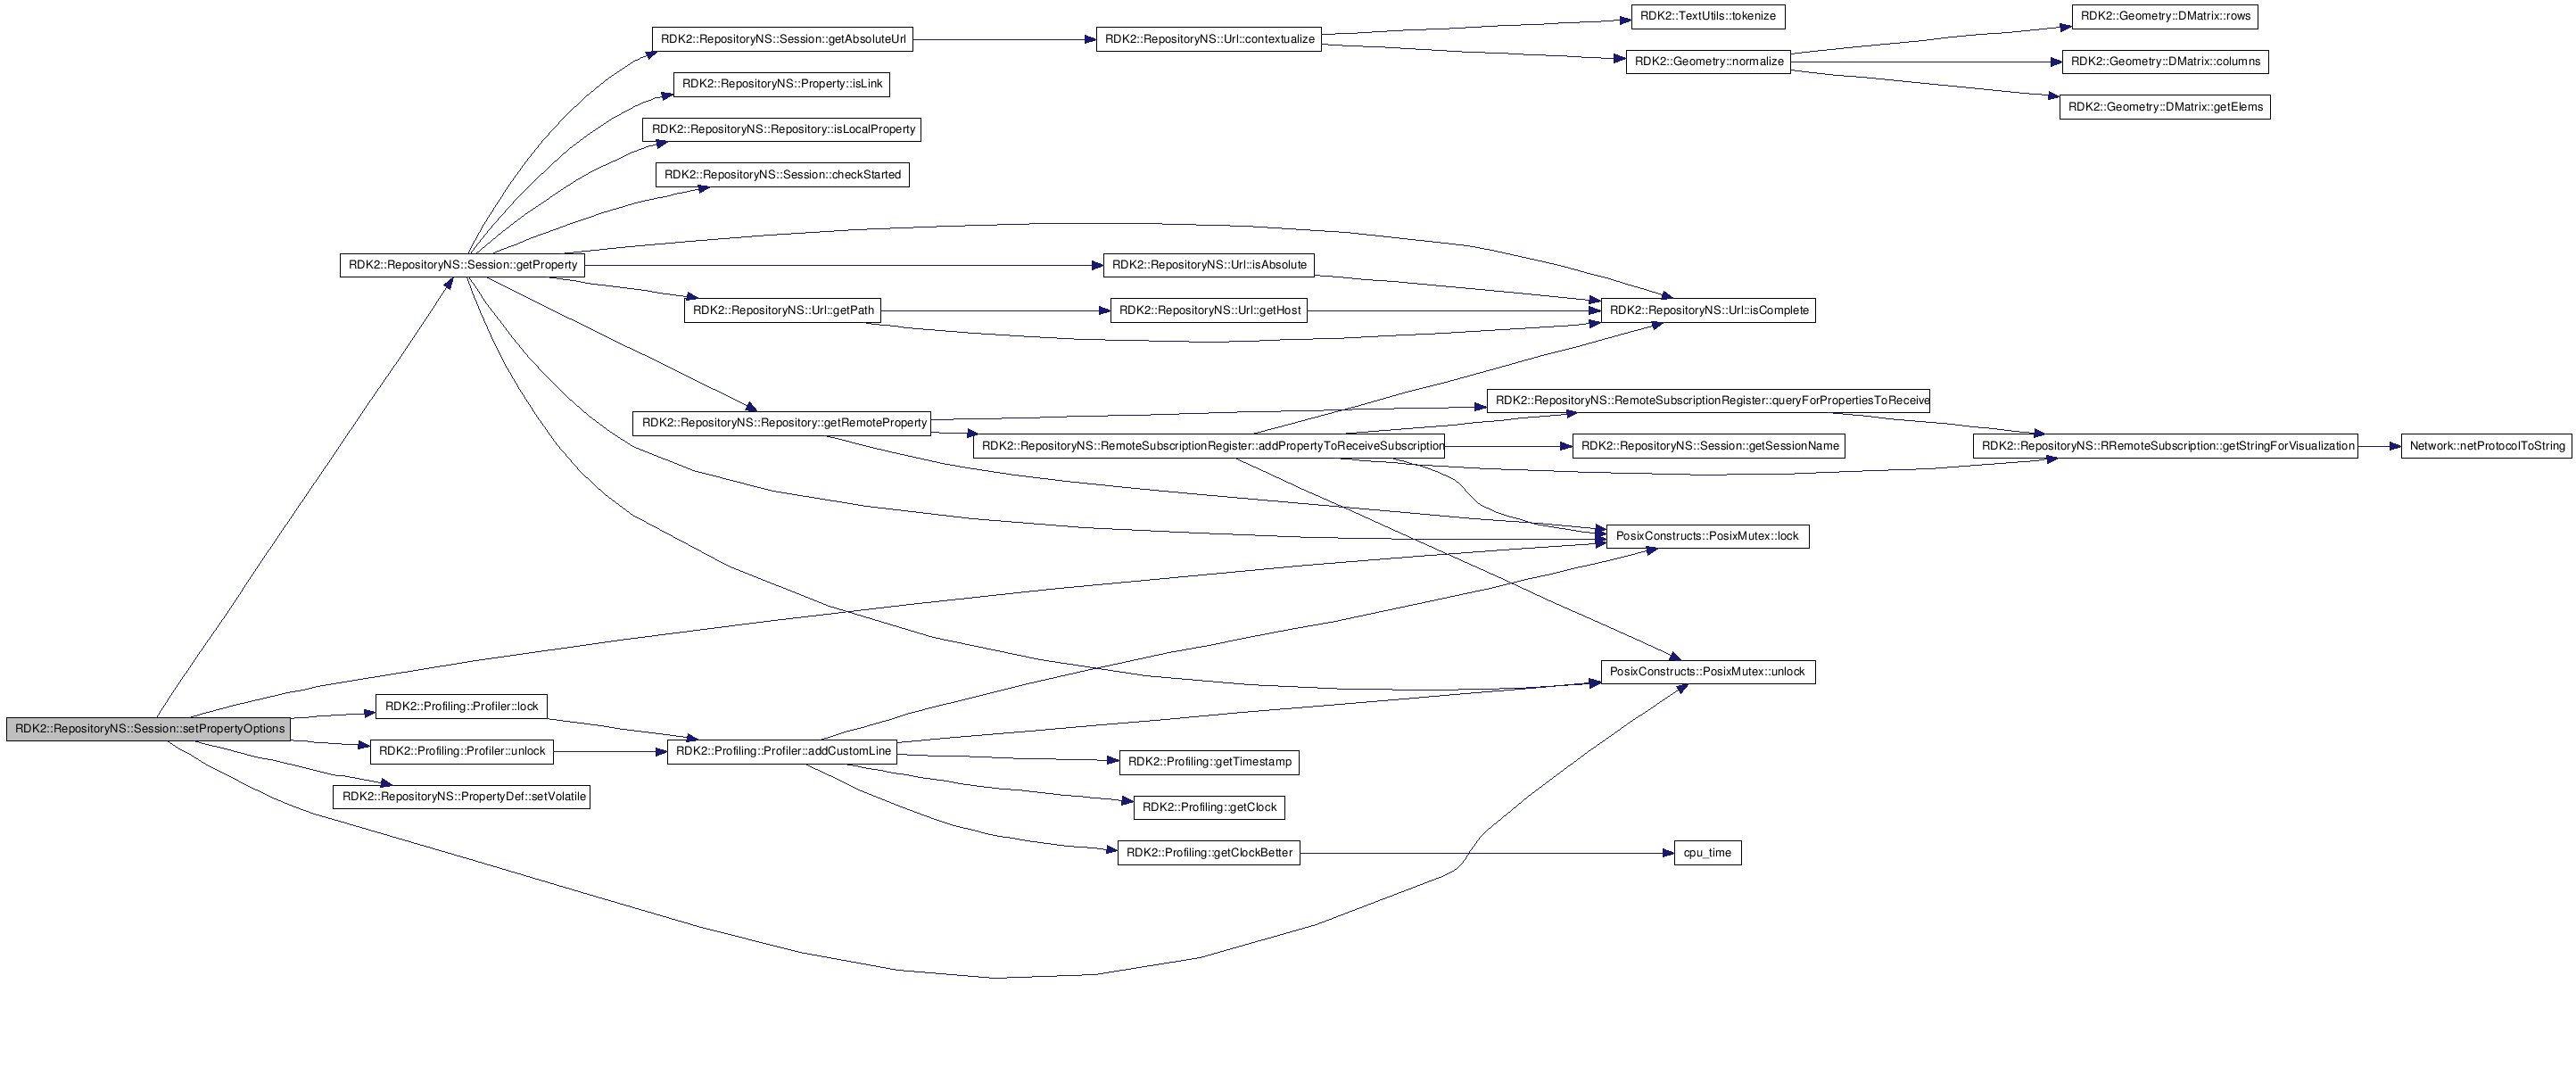 RDK2::TextUtils::tokenize
RDK2::Geometry::DMatrix::rows
RDK2::RepositoryNS::Session::getAbsoluteUrl
RDK2::RepositoryNS::Url::contextualize
RDK2::Geometry::normalize
RDK2::Geometry::DMatrix::columns
RDK2::RepositoryNS::Property::isLink
RDK2::Geometry::DMatrix::getElems
RDK2::RepositoryNS::Repository::isLocalProperty
RDK2::RepositoryNS::Session::checkStarted
RDK2::RepositoryNS::Session::getProperty
RDK2::RepositoryNS::Url::isAbsolute
RDK2::RepositoryNS::Url::getPath
RDK2::RepositoryNS::Url::getHost
RDK2::RepositoryNS::Url::isComplete
RDK2::RepositoryNS::RemoteSubscriptionRegister::queryForPropertiesToReceive
RDK2::RepositoryNS::Repository::getRemoteProperty
RDK2::RepositoryNS::RemoteSubscriptionRegister::addPropertyToReceiveSubscription
RDK2::RepositoryNS::Session::getSessionName
RDK2::RepositoryNS::RRemoteSubscription::getStringForVisualization
Network::netProtocolToString
PosixConstructs::PosixMutex::lock
PosixConstructs::PosixMutex::unlock
RDK2::Profiling::Profiler::lock
RDK2::RepositoryNS::Session::setPropertyOptions
RDK2::Profiling::Profiler::unlock
RDK2::Profiling::Profiler::addCustomLine
RDK2::Profiling::getTimestamp
RDK2::RepositoryNS::PropertyDef::setVolatile
RDK2::Profiling::getClock
RDK2::Profiling::getClockBetter
cpu_time